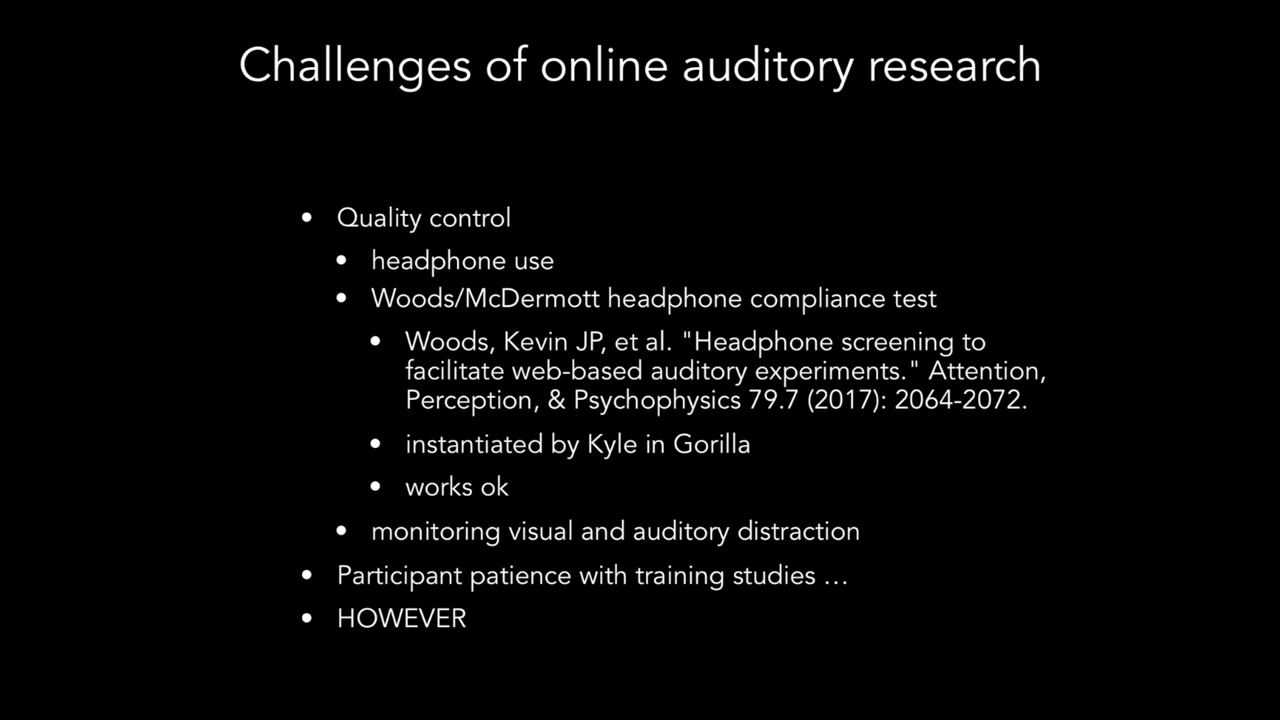 Challenges of online auditory research
• Quality control
• headphone use
• Woods/McDermott headphone compliance test
• Woods, Kevin JP, et al. "Headphone screening to
facilitate web-based auditory experiments." Attention,
Perception, & Psychophysics 79.7 (2017): 2064-2072.
• instantiated by Kyle in Gorilla
• works ok
• monitoring visual and auditory distraction
• Participant patience with training studies …
• HOWEVER